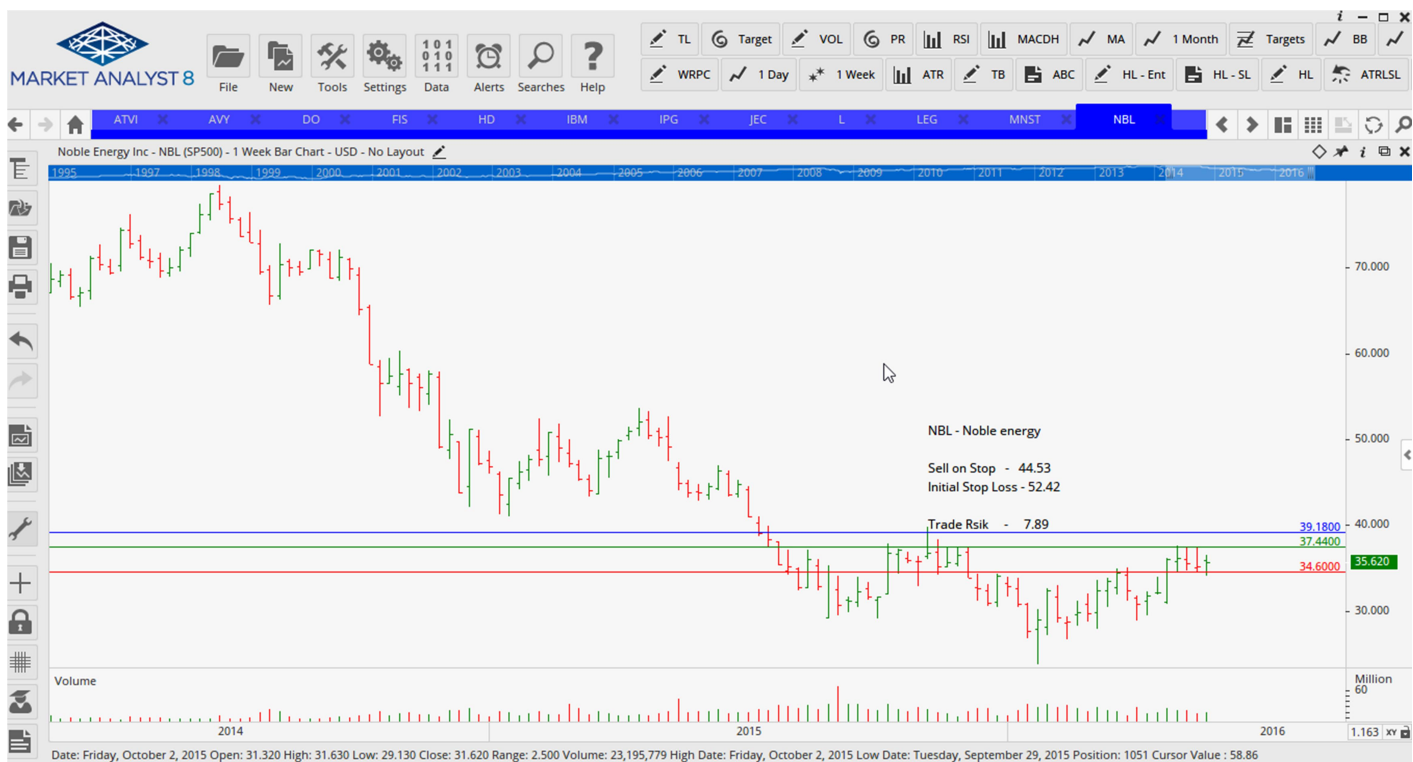 MARKET ANALYST 8
File
New
Tools
Settings
101
010
111
Data
Alerts
Searches
?
Help
i
TL
Target
VOL
PR
RSI
MACDH
MA
1 Month
Targets
BB
WRPC
1 Day
1 Week
ATR
TB
ABC
HL - Ent
HL - SL
HL
ATRLSL
ATVI
AVY
DO
FIS
HD
IBM
IPG
JEC
L
LEG
MNST
NBL
Noble Energy Inc - NBL (SP500) - 1 Week Bar Chart - USD - No Layout
i
1995 1997 1998 1999 2000 2001 2002 2003 2004 2005 2006 2007 2008 2009 2010 2011 2012 2013 2014 2015 2016
70.000
60.000
50.000
NBL - Noble energy
Sell on Stop - 44.53
Initial Stop Loss - 52.42
Trade Rsik - 7.89
40.000
39.1800
37.4400
35.620
34.6000
30.000
Volume
Million
60
2014
2015
2016
1.163 XY
Date: Friday, October 2, 2015 Open: 31.320 High: 31.630 Low: 29.130 Close: 31.620 Range: 2.500 Volume: 23,195,779 High Date: Friday, October 2, 2015 Low Date: Tuesday, September 29, 2015 Position: 1051 Cursor Value : 58.86